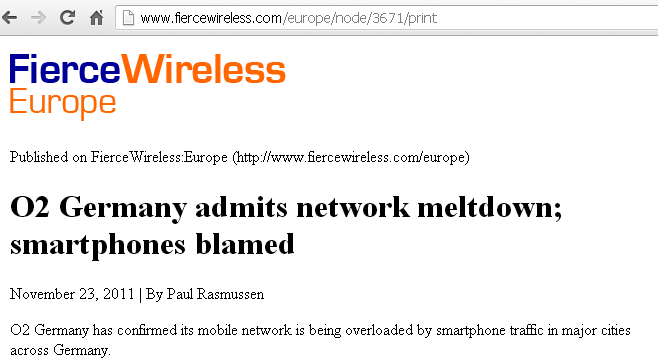 www.fiercewireless.com/europe/node/3671/print
FierceWireless
Europe
Published on FierceWireless:Europe (http://www.fiercewireless.com/europe)
O2 Germany admits network meltdown;
smartphones blamed
November 23, 2011 | By Paul Rasmussen
O2 Germany has confirmed its mobile network is being overloaded by smartphone traffic in major cities
across Germany.